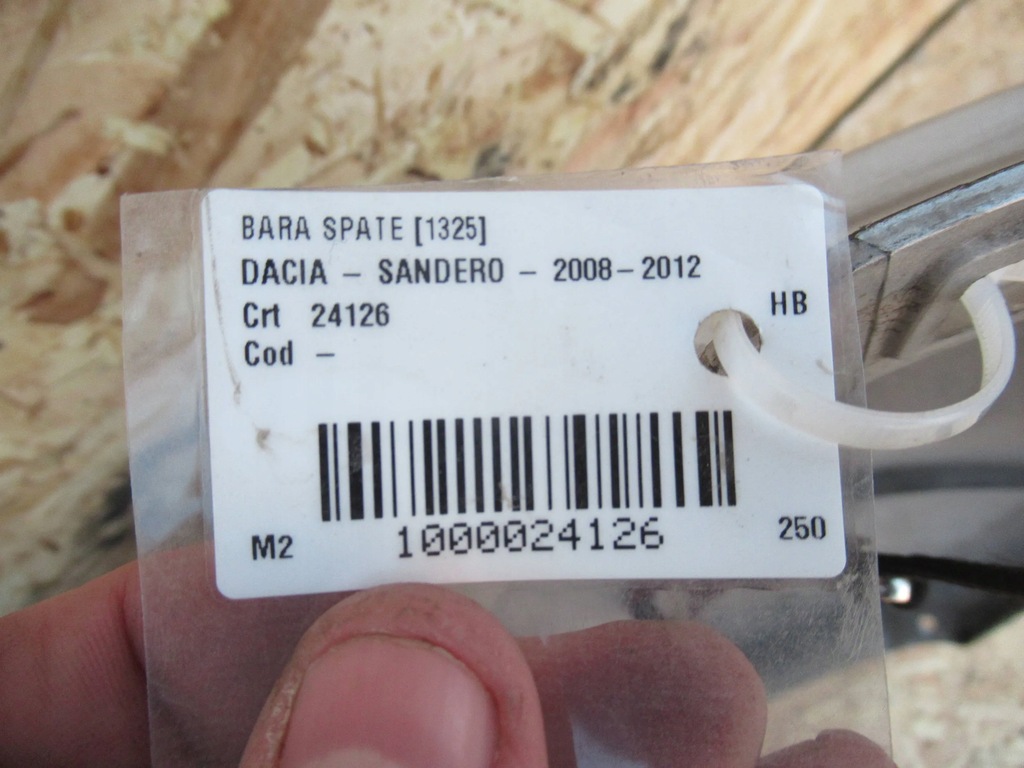 BARA SPATE [1325]
DACIA - SANDERO - 2008-2012
HB
Crt 24126
Cod -
M2
1000024126
250